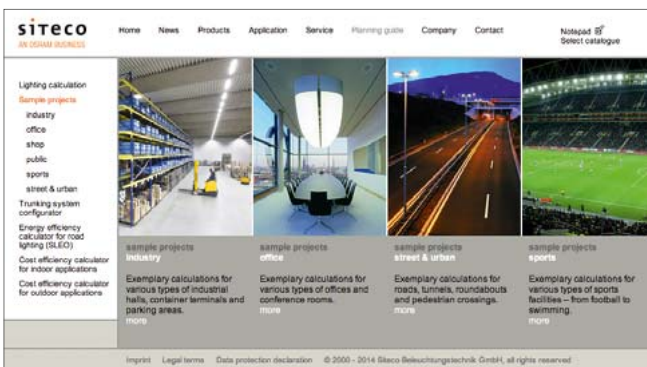 siteco
AN OSRAM BUSINESS
Home News Products Application Service Planning guide Company Contact
Notepad
Select catalogue
Lighting calculation
Sample projects
industry
office
shop
public
sports
street & urban
Trunking system
configurator
Energy efficiency
calculator for road
lighting (SLEO)
Cost efficiency calculator
for indoor applications
Cost efficiency calculator
for outdoor applications
sample projects
industry
Exemplary calculations for
various types of industrial
halls, container terminals and
parking areas.
more
sample projects
office
Exemplary calculations for
various types of offices and
conference rooms.
more
sample projects
street & urban
Exemplary calculations for
roads, tunnels, roundabouts
and pedestrian crossings.
more
sample projects
sports
Exemplary calculations for
various types of sports
facilities – from football to
swimming.
more
Imprint Legal terms Data protection declaration © 2000 - 2014 Siteco Beleuchtungstechnik GmbH, all rights reserved